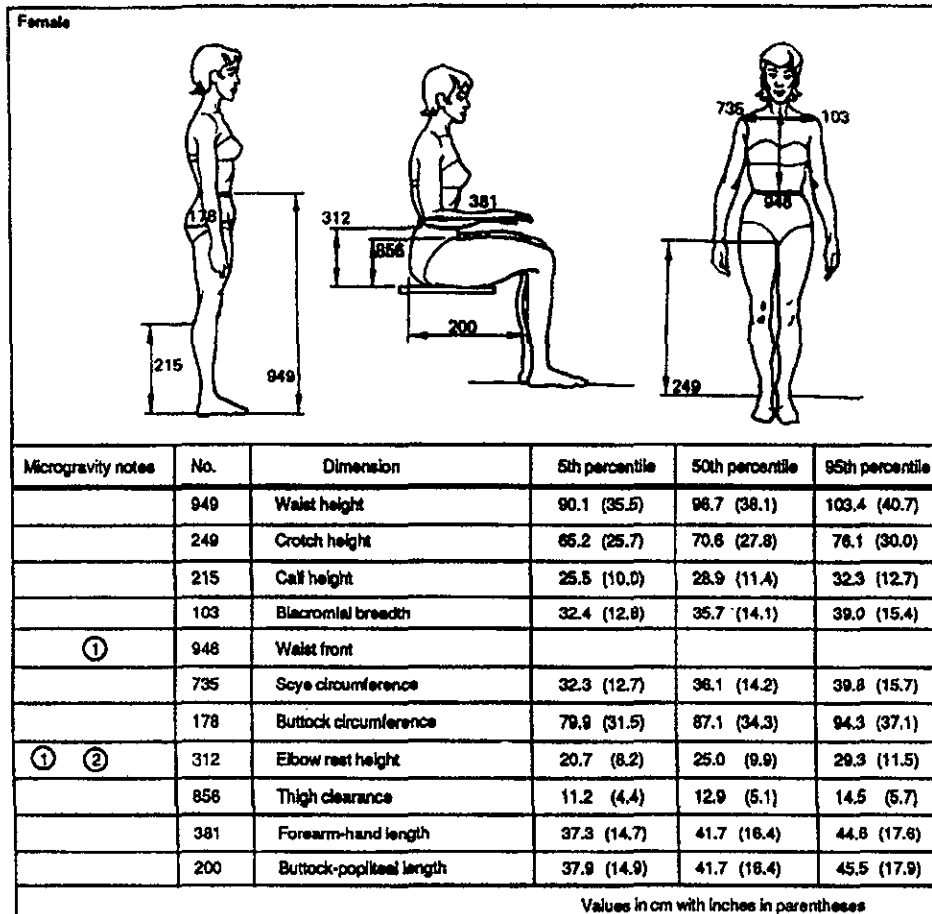 Female
735
103
178
312
381
856
948
200
215
949
249
Microgravity notes No. Dimension 5th percentile 50th percentile 95th percentile
949 Waist height 90.1 (35.5) 96.7 (38.1) 103.4 (40.7)
249 Crotch height 65.2 (25.7) 70.6 (27.8) 76.1 (30.0)
215 Calf height 25.5 (10.0) 28.9 (11.4) 32.3 (12.7)
103 Biacromial breadth 32.4 (12.8) 35.7 (14.1) 39.0 (15.4)
① 946 Waist front
735 Scye circumference 32.3 (12.7) 36.1 (14.2) 39.8 (15.7)
178 Buttock circumference 79.9 (31.5) 87.1 (34.3) 94.3 (37.1)
① ② 312 Elbow rest height 20.7 (8.2) 25.0 (9.9) 29.3 (11.5)
856 Thigh clearance 11.2 (4.4) 12.9 (5.1) 14.5 (5.7)
381 Forearm-hand length 37.3 (14.7) 41.7 (16.4) 44.6 (17.6)
200 Buttock-popliteal length 37.9 (14.9) 41.7 (16.4) 45.5 (17.9)
Values in cm with inches in parentheses